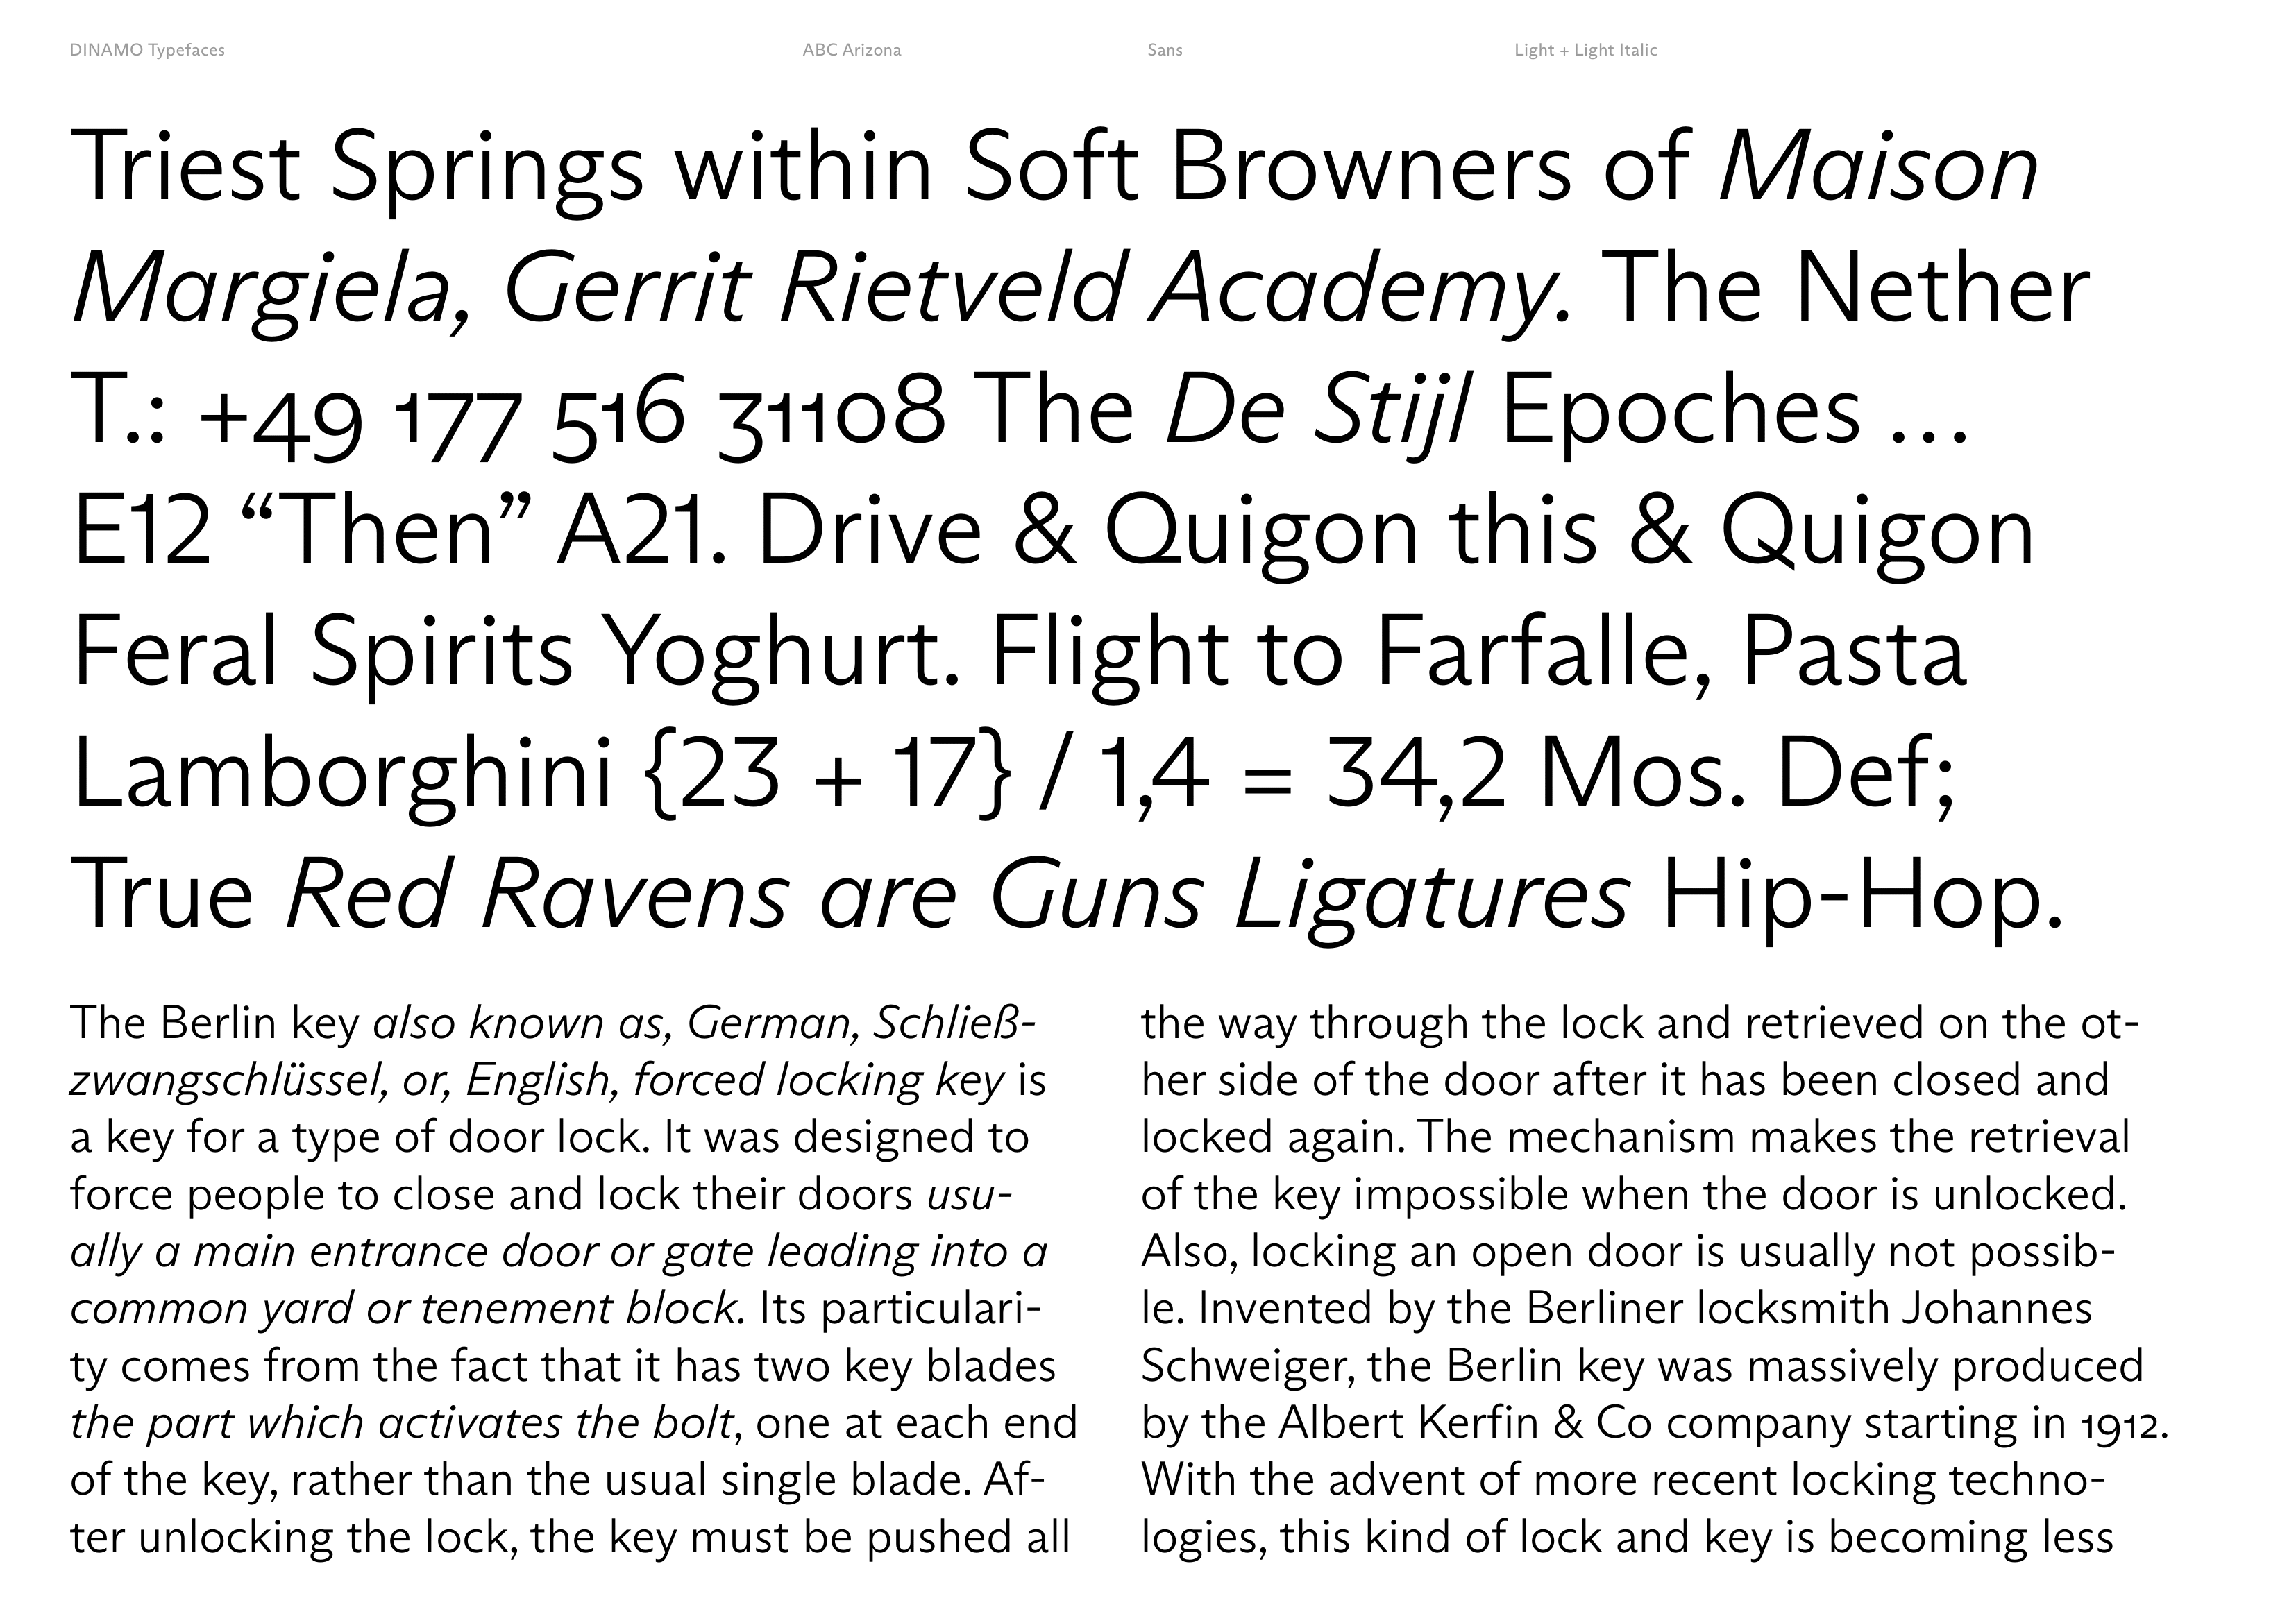 DINAMO Typefaces ABC Arizona Sans Light + Light Italic
Triest Springs within Soft Browners of Maison
Margiela, Gerrit Rietveld Academy. The Nether
T.: +49 177 516 31108 The De Stijl Epoches …
E12 “Then” A21. Drive & Quigon this & Quigon
Feral Spirits Yoghurt. Flight to Farfalle, Pasta
Lamborghini {23 + 17} / 1,4 = 34,2 Mos. Def;
True Red Ravens are Guns Ligatures Hip-Hop.
The Berlin key also known as, German, Schließ-
zwangschlüssel, or, English, forced locking key is
a key for a type of door lock. It was designed to
force people to close and lock their doors usu-
ally a main entrance door or gate leading into a
common yard or tenement block. Its particulari-
ty comes from the fact that it has two key blades
the part which activates the bolt, one at each end
of the key, rather than the usual single blade. Af-
ter unlocking the lock, the key must be pushed all
the way through the lock and retrieved on the ot-
her side of the door after it has been closed and
locked again. The mechanism makes the retrieval
of the key impossible when the door is unlocked.
Also, locking an open door is usually not possib-
le. Invented by the Berliner locksmith Johannes
Schweiger, the Berlin key was massively produced
by the Albert Kerfin & Co company starting in 1912.
With the advent of more recent locking techno-
logies, this kind of lock and key is becoming less